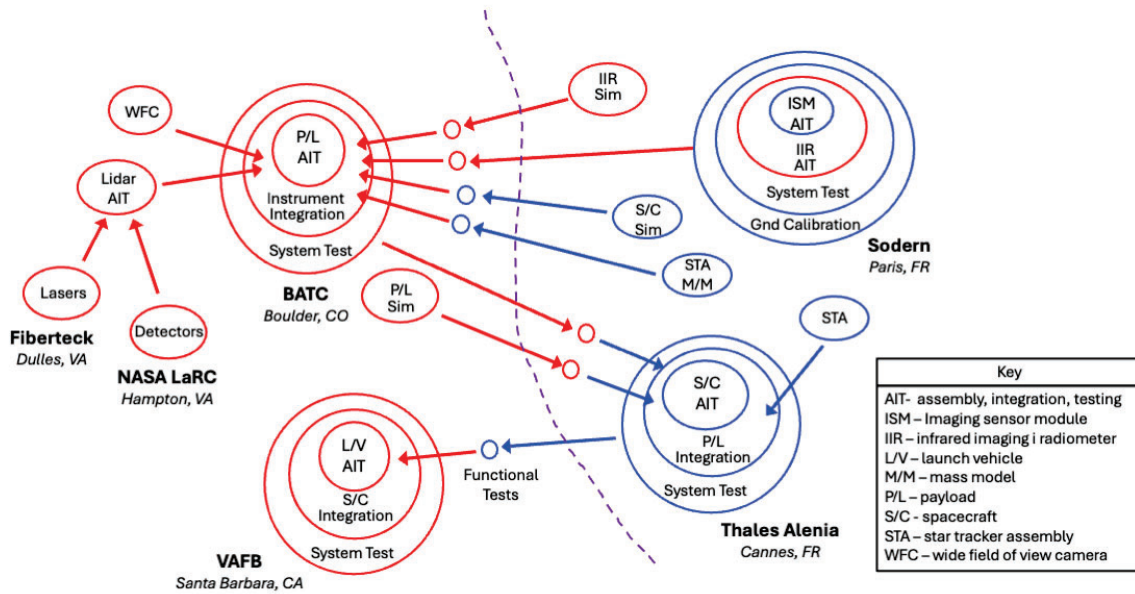 WFC
Lidar
AIT
Lasers
Fiberteck
Dulles, VA
Detectors
NASA LaRC
Hampton, VA
P/L
AIT
Instrument
Integration
System Test
BATC
Boulder, CO
P/L
Sim
IIR
Sim
S/C
Sim
STA
M/M
ISM
AIT
IIR
AIT
System Test
Gnd Calibration
Sodern
Paris, FR
STA
S/C
AIT
P/L
Integration
System Test
Thales Alenia
Cannes, FR
Functional
Tests
L/V
AIT
S/C
Integration
System Test
VAFB
Santa Barbara, CA
Key
AIT- assembly, integration, testing
ISM – Imaging sensor module
IIR – infrared imaging i radiometer
L/V – launch vehicle
M/M – mass model
P/L – payload
S/C - spacecraft
STA – star tracker assembly
WFC – wide field of view camera